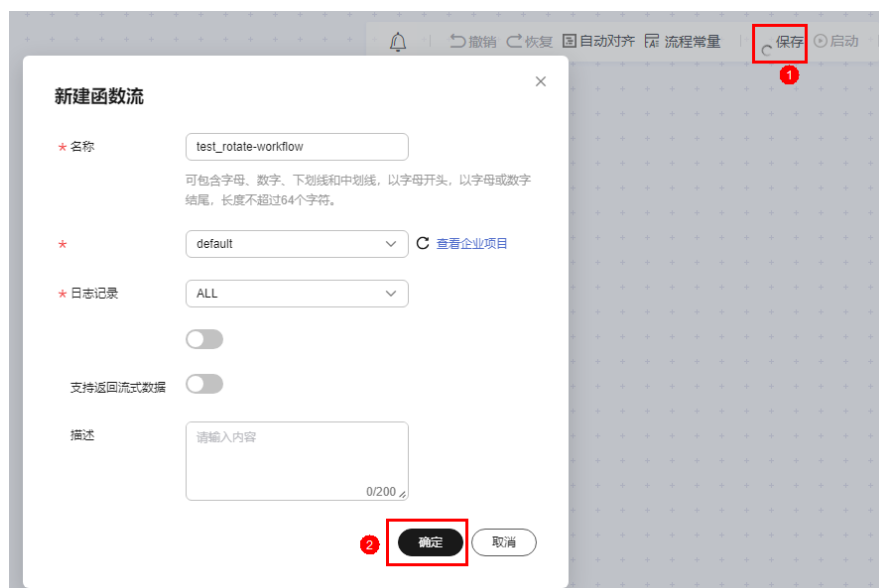 撤销 恢复 自动对齐 流程常量 保存 启动
1
新建函数流
* 名称 test_rotate-workflow
可包含字母、数字、下划线和中划线，以字母开头，以字母或数字
结尾，长度不超过64个字符。
* default 查看企业项目
* 日志记录 ALL
支持返回流式数据
描述 请输入内容
0/200
2 确定 取消